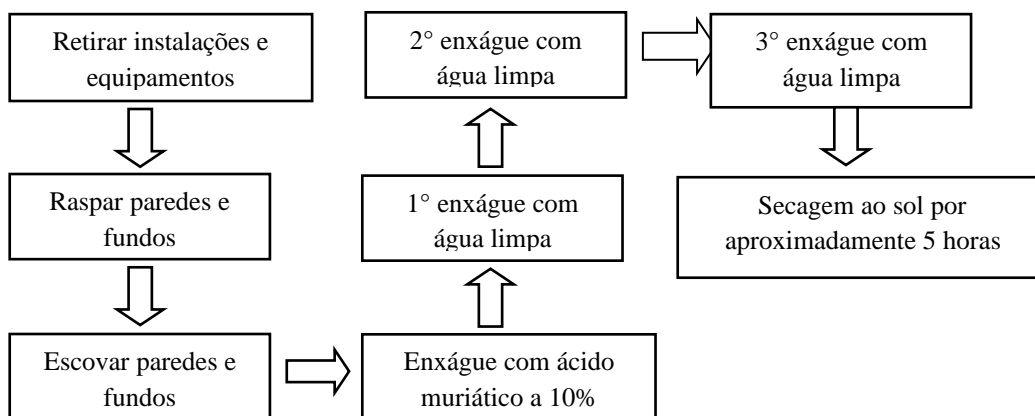 Retirar instalações e
equipamentos
Raspar paredes e
fundos
Escovar paredes e
fundos
Enxágue com ácido
muriático a 10%
1° enxágue com
água limpa
2° enxágue com
água limpa
3° enxágue com
água limpa
Secagem ao sol por
aproximadamente 5 horas